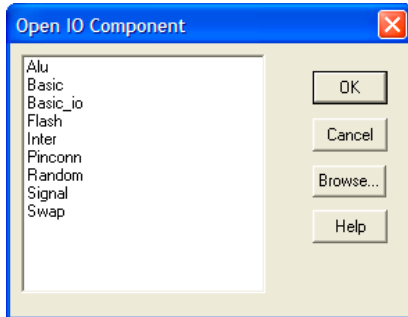 Open IO Component
Alu
Basic
Basic_io
Flash
Inter
Pinconn
Random
Signal
Swap
OK
Cancel
Browse...
Help